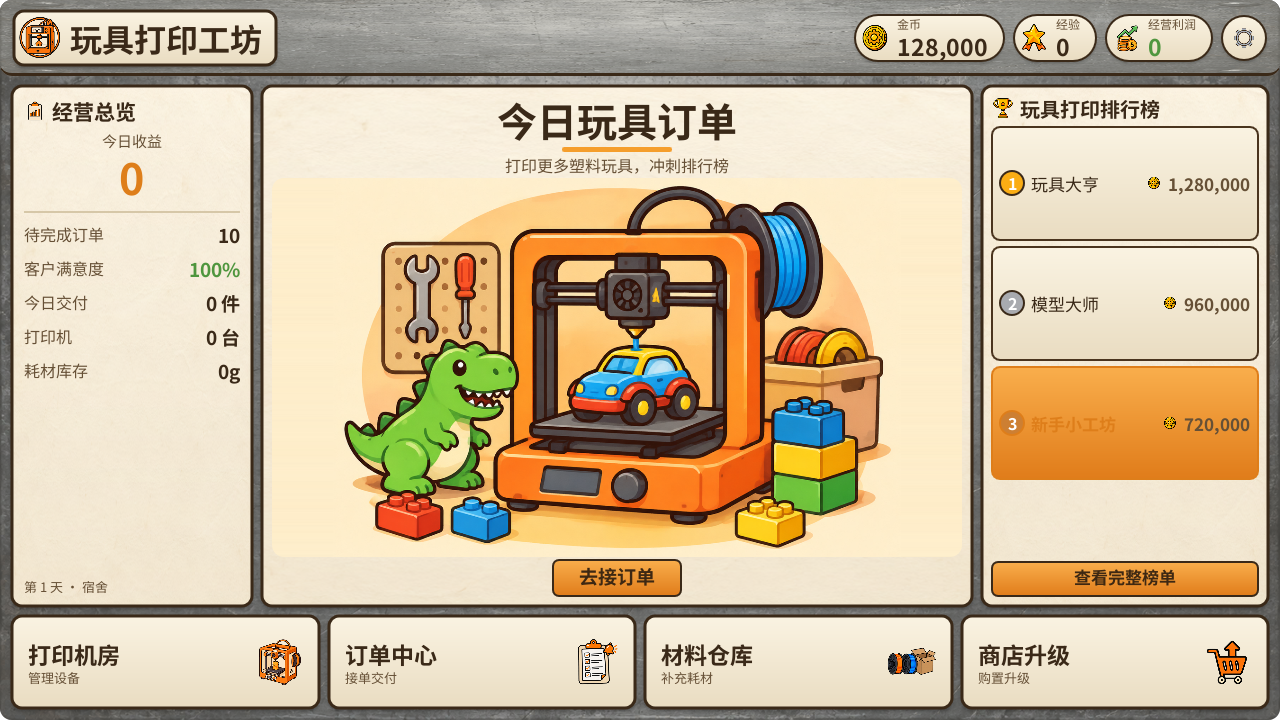 玩具打印工坊
金币
128,000
经验
0
经营利润
0
经营总览
今日收益
0
待完成订单 10
客户满意度 100%
今日交付 0 件
打印机 0 台
耗材库存 0g
第 1 天 · 宿舍
今日玩具订单
打印更多塑料玩具，冲刺排行榜
去接订单
玩具打印排行榜
1 玩具大亨 1,280,000
2 模型大师 960,000
3 新手小工坊 720,000
查看完整榜单
打印机房
管理设备
订单中心
接单交付
材料仓库
补充耗材
商店升级
购置升级